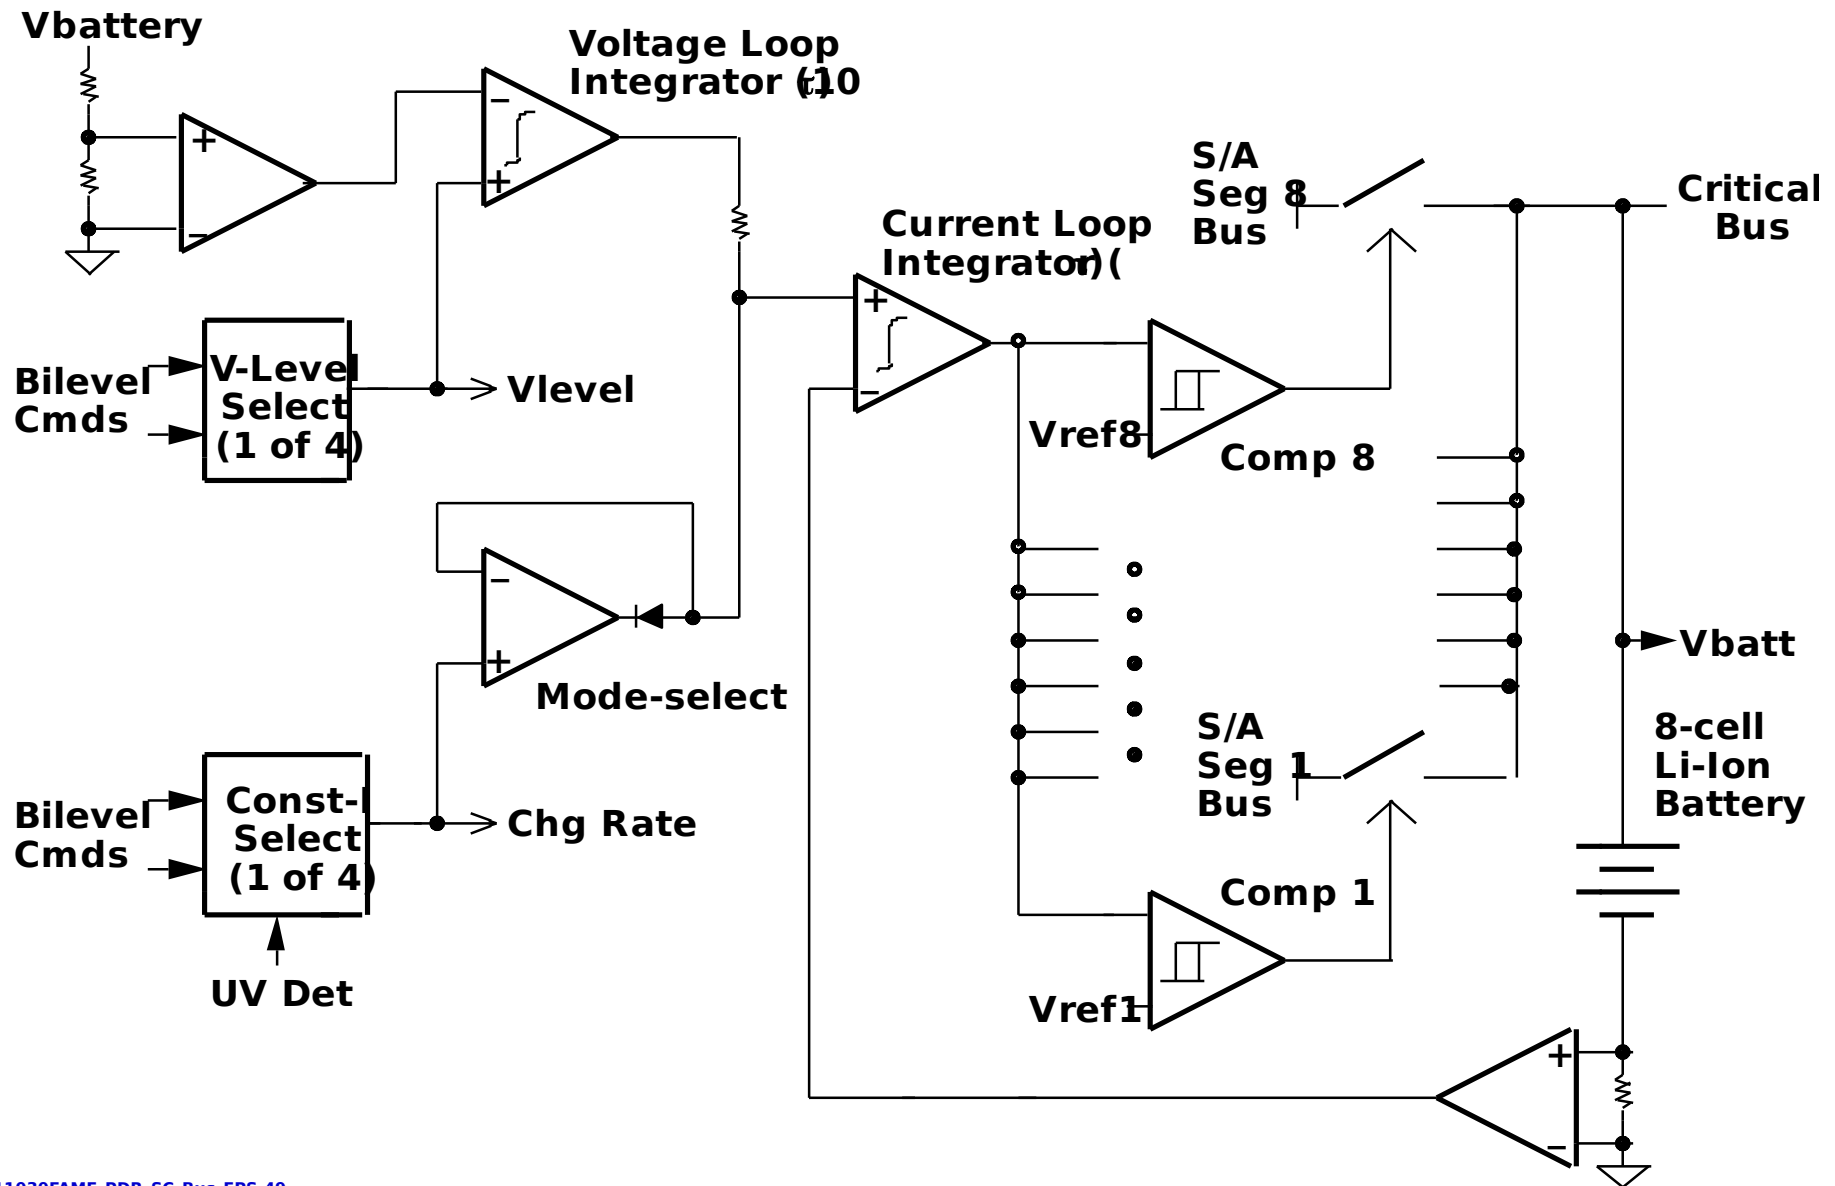 Vbattery
Voltage Loop
Integrator (10
+
−
−
+
S/A
Seg 8
Bus
Critical
Bus
Current Loop
Integrator) (
+
−
Bilevel
Cmds
V-Level
Select
(1 of 4)
Vlevel
Vref8
Comp 8
−
+
Mode-select
Vbatt
8-cell
Li-Ion
Battery
S/A
Seg 1
Bus
Bilevel
Cmds
Const-I
Select
(1 of 4)
Chg Rate
UV Det
Comp 1
Vref1
+
−